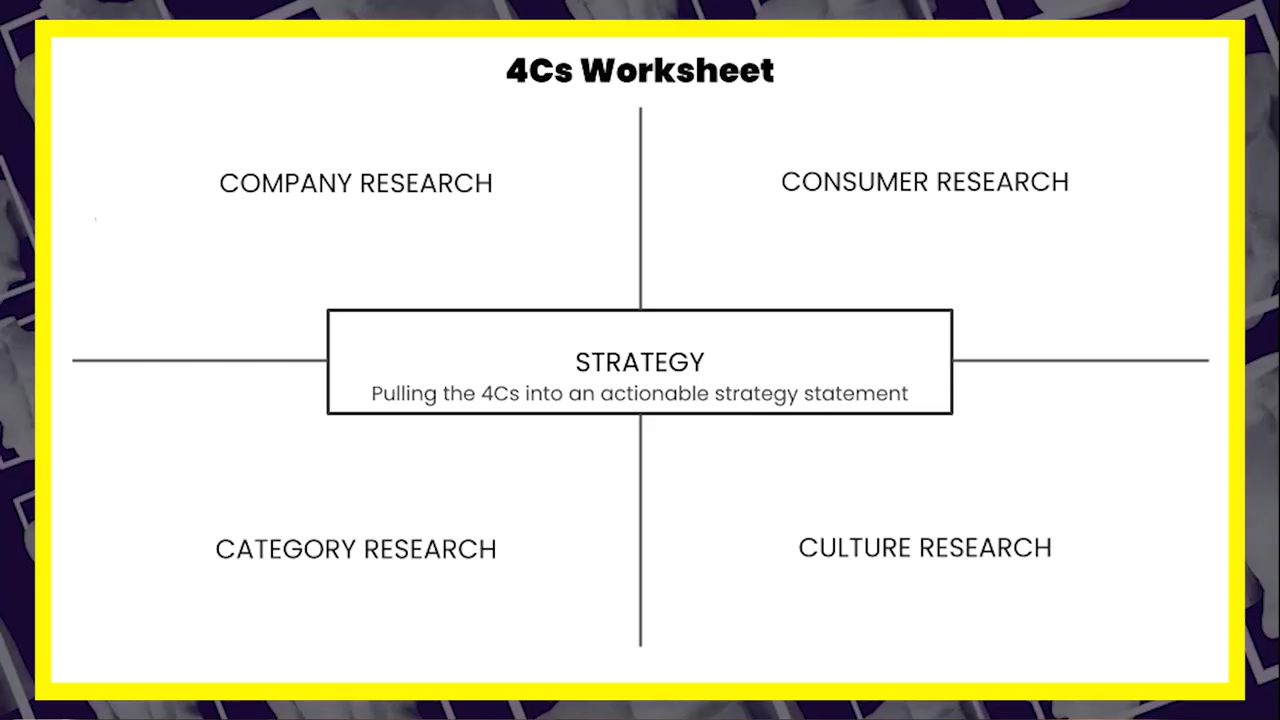 4Cs Worksheet
COMPANY RESEARCH
CONSUMER RESEARCH
STRATEGY
Pulling the 4Cs into an actionable strategy statement
CATEGORY RESEARCH
CULTURE RESEARCH